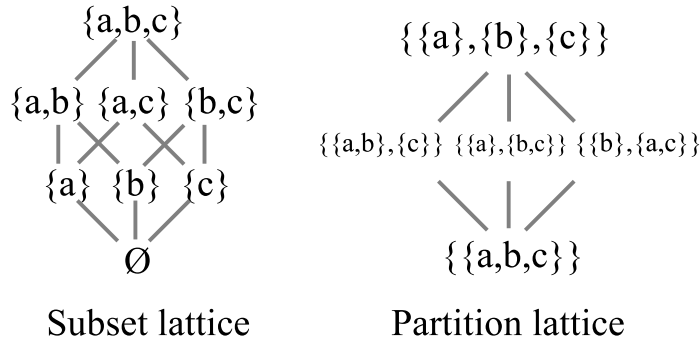 {a,b,c}
{a,b} {a,c} {b,c}
{a} {b} {c}
Ø
Subset lattice
{{a},{b},{c}}
{{a,b},{c}} {{a},{b,c}} {{b},{a,c}}
{{a,b,c}}
Partition lattice